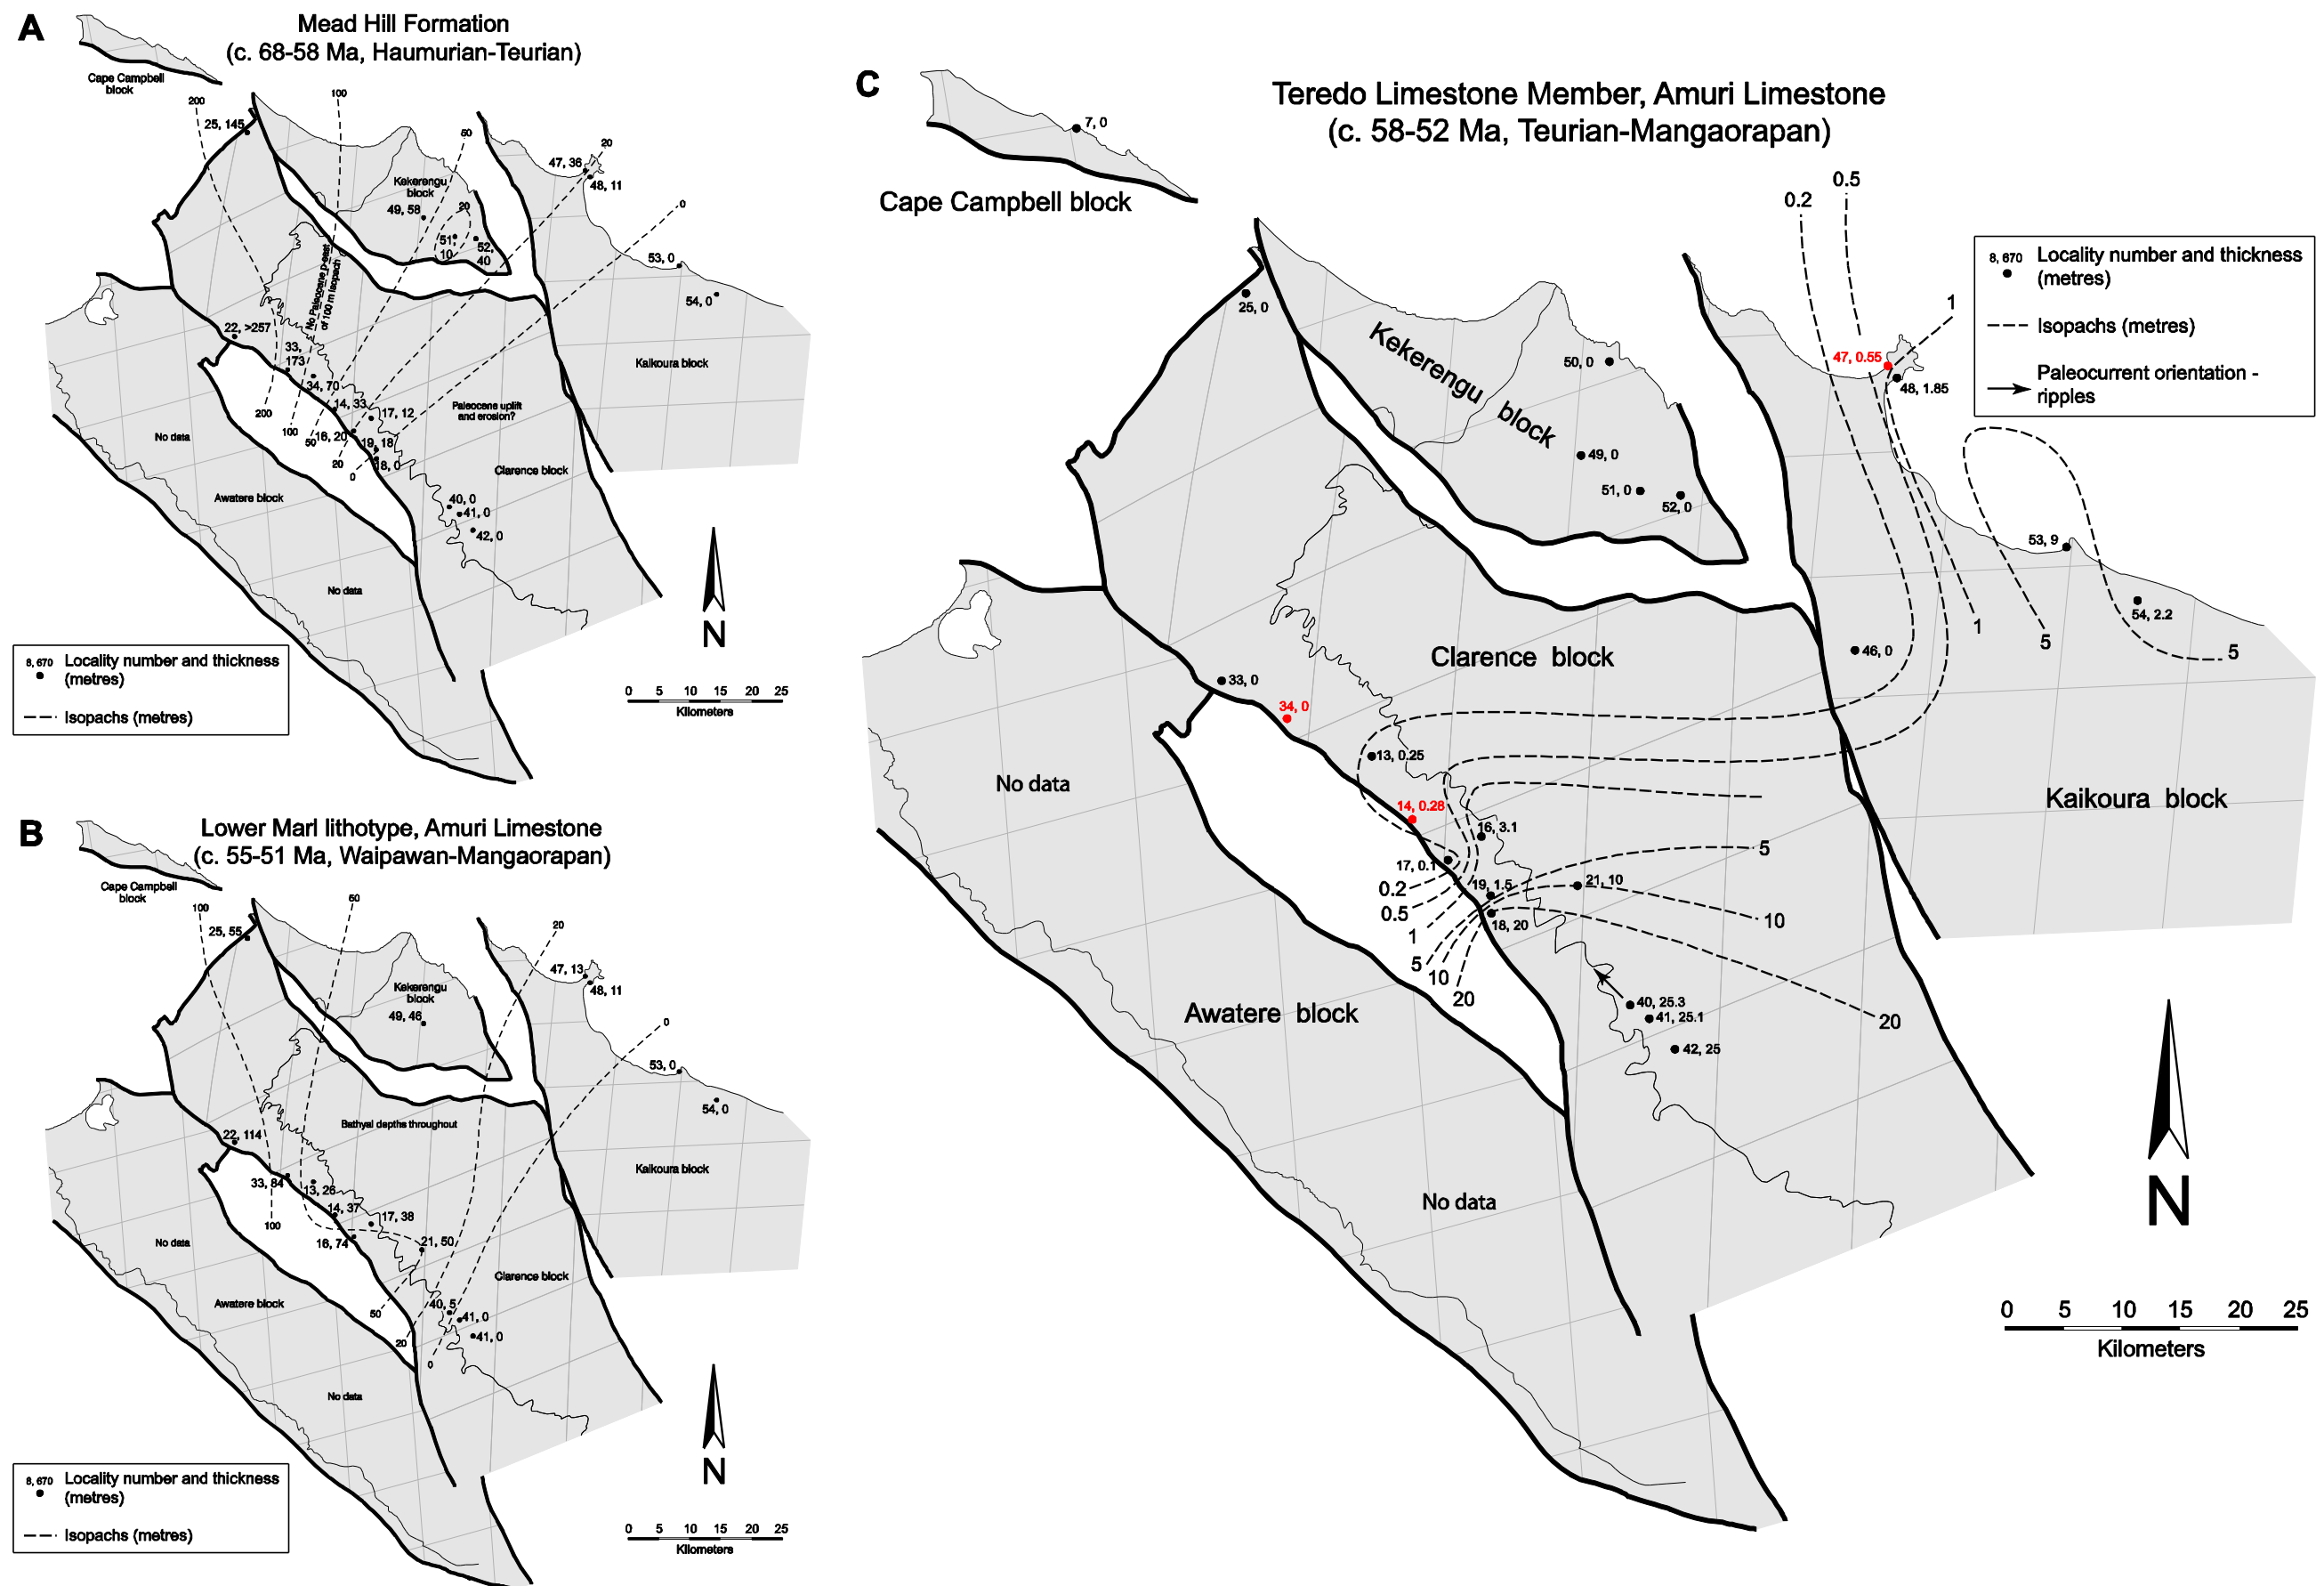 A
Mead Hill Formation
(c. 68-58 Ma, Haumurian-Teurian)
Cape Campbell
block
200
100
25, 145
50
20
47, 36
48, 11
Kekerengu
block
49, 58
20
0
51,
10
52,
40
53, 0
54, 0
No Paleocene p-east
of 100 m isopach
22, >257
33,
173
34, 70
Kaikoura block
14, 33
17, 12
Paleocene uplift
and erosion?
200
100
50
16, 20
19, 18
18, 0
20
0
No data
Clarence block
Awatere block
40, 0
41, 0
42, 0
No data
N
8, 670 Locality number and thickness
(metres)
Isopachs (metres)
0 5 10 15 20 25
Kilometers
B
Lower Marl lithotype, Amuri Limestone
(c. 55-51 Ma, Waipawan-Mangaorapan)
Cape Campbell
block
100
50
25, 55
20
47, 13
48, 11
Kekerengu
block
49, 46
0
53, 0
54, 0
Bathyal depths throughout
22, 114
Kaikoura block
33, 84
13, 26
14, 37
17, 38
100
16, 74
21, 50
No data
Clarence block
Awatere block
50
40, 5
41, 0
20
41, 0
0
No data
N
8, 670 Locality number and thickness
(metres)
Isopachs (metres)
0 5 10 15 20 25
Kilometers
C
Teredo Limestone Member, Amuri Limestone
(c. 58-52 Ma, Teurian-Mangaorapan)
7, 0
Cape Campbell block
0.2
0.5
1
8, 670 Locality number and thickness
(metres)
Isopachs (metres)
Paleocurrent orientation -
ripples
25, 0
Kekerengu block
50, 0
47, 0.55
48, 1.85
49, 0
51, 0
52, 0
53, 9
54, 2.2
1
5
5
46, 0
Clarence block
33, 0
34, 0
13, 0.25
No data
Kaikoura block
14, 0.28
16, 3.1
5
17, 0.1
0.2
19, 1.5
21, 10
0.5
10
18, 20
1
5
10
20
Awatere block
40, 25.3
41, 25.1
20
42, 25
No data
N
0 5 10 15 20 25
Kilometers